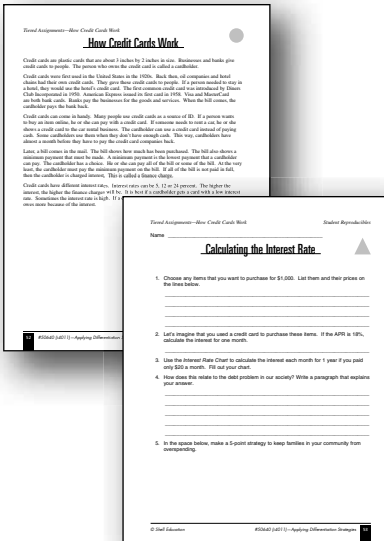 Tiered Assignments—How Credit Cards Work
How Credit Cards Work
Credit cards are plastic cards that are about 3 inches by 2 inches in size. Businesses and banks give
credit cards to people. The person who owns the credit card is called a cardholder.
Credit cards were first used in the United States in the 1920s. Back then, oil companies and hotel
chains had their own credit cards. They gave these credit cards to people. If a person needed to stay in
a hotel, they would use the hotel's credit card. The first common credit card was introduced by Diners
Club Incorporated in 1950. American Express issued its first card in 1958. Visa and MasterCard
are both bank cards. Banks pay the businesses for the goods and services. When the bill comes, the
cardholder pays the bank back.
Credit cards can come in handy. Many people use credit cards as a source of ID. If a person wants
to buy an item online, he or she can pay with a credit card. If someone needs to rent a car, he or she
shows a credit card to the car rental business. The cardholder can use a credit card instead of paying
cash. Some cardholders use them when they don't have enough cash. This way, cardholders have
almost a month before they have to pay the credit card companies back.
Later, a bill comes in the mail. The bill shows how much has been purchased. The bill also shows a
minimum payment that must be made. A minimum payment is the lowest payment that a cardholder
can pay. The cardholder has a choice. He or she can pay all of the bill or some of the bill. At the very
least, the cardholder must pay the minimum payment on the bill. If all of the bill is not paid in full,
then the cardholder is charged interest. This is called a finance charge.
Credit cards have different interest rates. Interest rates can be 5, 12 or 24 percent. The higher the
interest, the higher the finance charges will be. It is best if a cardholder gets a card with a low interest
rate. Sometimes the interest rate is high. If a
owes more because of the interest.
52 #50640 (i4011)—Applying Differentiation
Tiered Assignments—How Credit Cards Work Student Reproducibles
Name
Calculating the Interest Rate
1. Choose any items that you want to purchase for $1,000. List them and their prices on
the lines below.
2. Let's imagine that you used a credit card to purchase these items. If the APR is 18%,
calculate the interest for one month.
3. Use the Interest Rate Chart to calculate the interest each month for 1 year if you paid
only $20 a month. Fill out your chart.
4. How does this relate to the debt problem in our society? Write a paragraph that explains
your answer.
5. In the space below, make a 5-point strategy to keep families in your community from
overspending.
© Shell Education #50640 (i4011)—Applying Differentiation Strategies